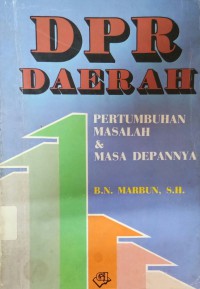 DPR
DAERAH
PERTUMBUHAN
MASALAH
&
MASA DEPANNYA
B.N. MARBUN, S.H.